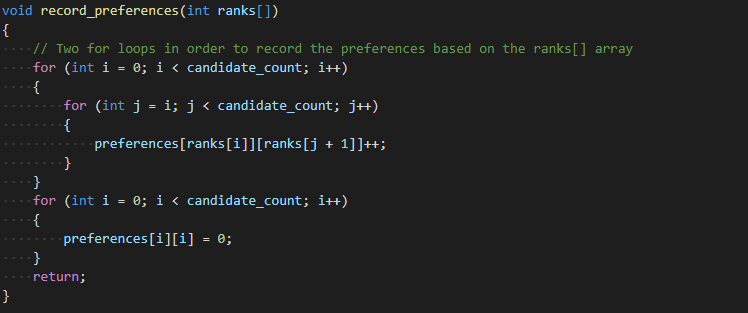 void record_preferences(int ranks[])
{
    // Two for loops in order to record the preferences based on the ranks[] array
    for (int i = 0; i < candidate_count; i++)
    {
        for (int j = i; j < candidate_count; j++)
        {
            preferences[ranks[i]][ranks[j + 1]]++;
        }
    }
    for (int i = 0; i < candidate_count; i++)
    {
        preferences[i][i] = 0;
    }
    return;
}